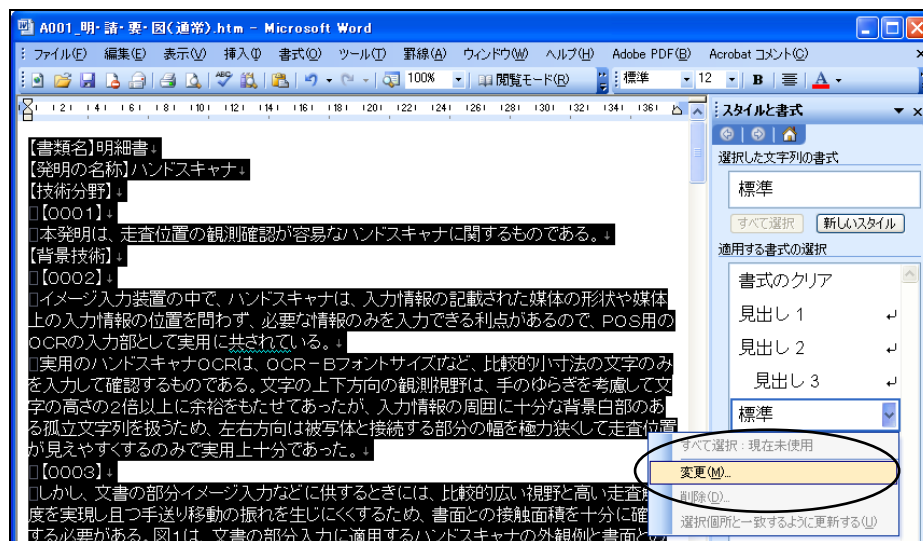 A001_明・請・要・図(通常).htm - Microsoft Word
ファイル(F) 編集(E) 表示(V) 挿入(I) 書式(O) ツール(T) 罫線(A) ウィンドウ(W) ヘルプ(H) Adobe PDF(B) Acrobat コメント(C)
100% 閲覧モード(R) 標準 12 B A
2 4 6 8 10 12 14 16 18 20 22 24 26 28 30 32 34 36
スタイルと書式
選択した文字列の書式
標準
すべて選択 新しいスタイル
適用する書式の選択
書式のクリア
見出し 1
見出し 2
見出し 3
標準
すべて選択 : 現在未使用
変更(M)...
削除(D)...
選択個所と一致するように更新する(U)
【書類名】明細書
【発明の名称】ハンドスキャナ
【技術分野】
【0001】
本発明は、走査位置の観測確認が容易なハンドスキャナに関するものである。
【背景技術】
【0002】
イメージ入力装置の中で、ハンドスキャナは、入力情報の記載された媒体の形状や媒体
上の入力情報の位置を問わず、必要な情報のみを入力できる利点があるので、POS用の
OCRの入力部として実用に共されている。
実用のハンドスキャナOCRは、OCR-Bフォントサイズなど、比較的小寸法の文字のみ
を入力して確認するものである。文字の上下方向の観測視野は、手のゆらぎを考慮して文
字の高さの2倍以上に余裕をもたせてあったが、入力情報の周囲に十分な背景白部のあ
る孤立文字列を扱うため、左右方向は被写体と接続する部分の幅を極力狭くして走査位置
が見えやすくするのみで実用上十分であった。
【0003】
しかし、文書の部分イメージ入力などに供するときには、比較的広い視野と高い走査
度を実現し且つ手送り移動の振れを生じにくくするため、書面との接触面積を十分に確
する必要がある。図1は、文書の部分入力に適用するハンドスキャナの外観例と書面との